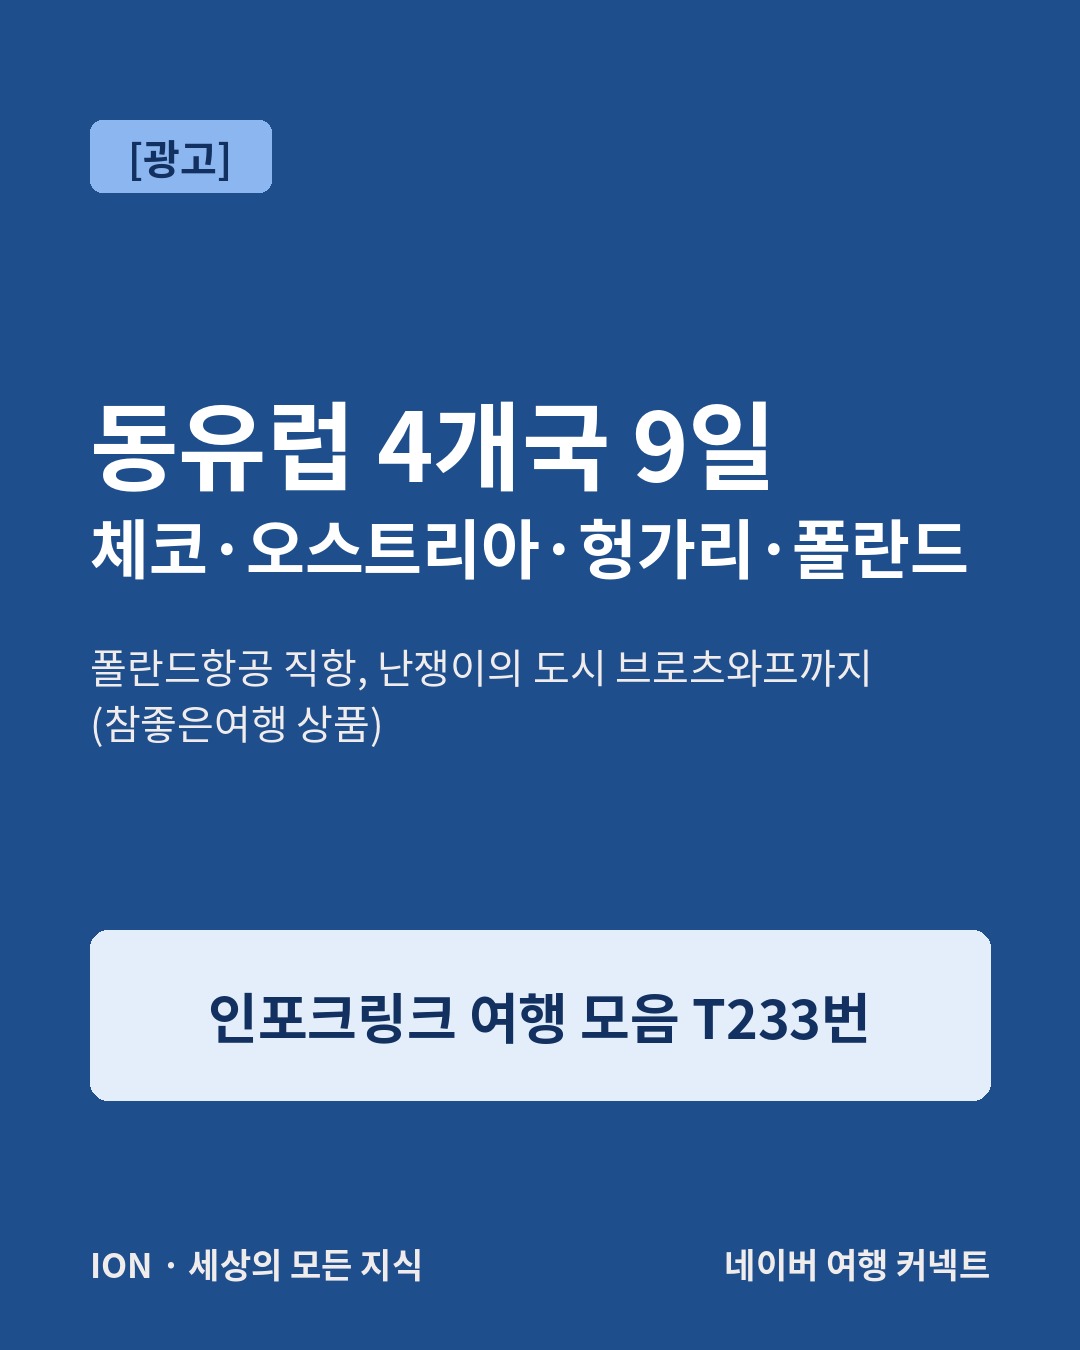 [광고]
동유럽 4개국 9일
체코·오스트리아·헝가리·폴란드
폴란드항공 직항, 난쟁이의 도시 브로츠와프까지
(참좋은여행 상품)
인포크링크 여행 모음 T233번
ION · 세상의 모든 지식
네이버 여행 커넥트